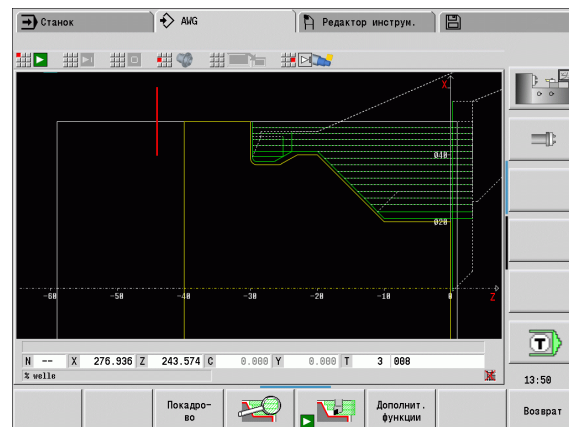 Станок AWG Редактор инструм.
X
Ø40
Ø20
-60 -50 -40 -30 -20 -10 0 Z
N -- X 276.936 Z 243.574 C 0.000 Y 0.000 T 3 008
% welle
T
13:50
Покадро-
во
Дополнит.
функции
Возврат